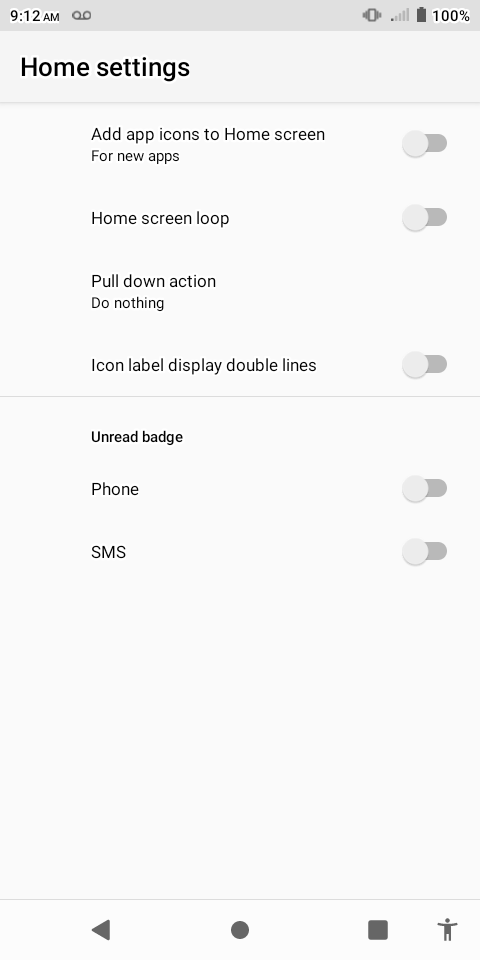 9:12 AM 100%
Home settings
Add app icons to Home screen
For new apps
Home screen loop
Pull down action
Do nothing
Icon label display double lines
Unread badge
Phone
SMS